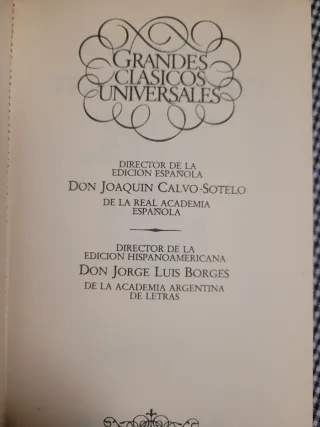 GRANDES
CLASICOS
UNIVERSALES
DIRECTOR DE LA
EDICION ESPAÑOLA
DON JOAQUIN CALVO-SOTELO
DE LA REAL ACADEMIA
ESPAÑOLA
DIRECTOR DE LA
EDICION HISPANOAMERICANA
DON JORGE LUIS BORGES
DE LA ACADEMIA ARGENTINA
DE LETRAS